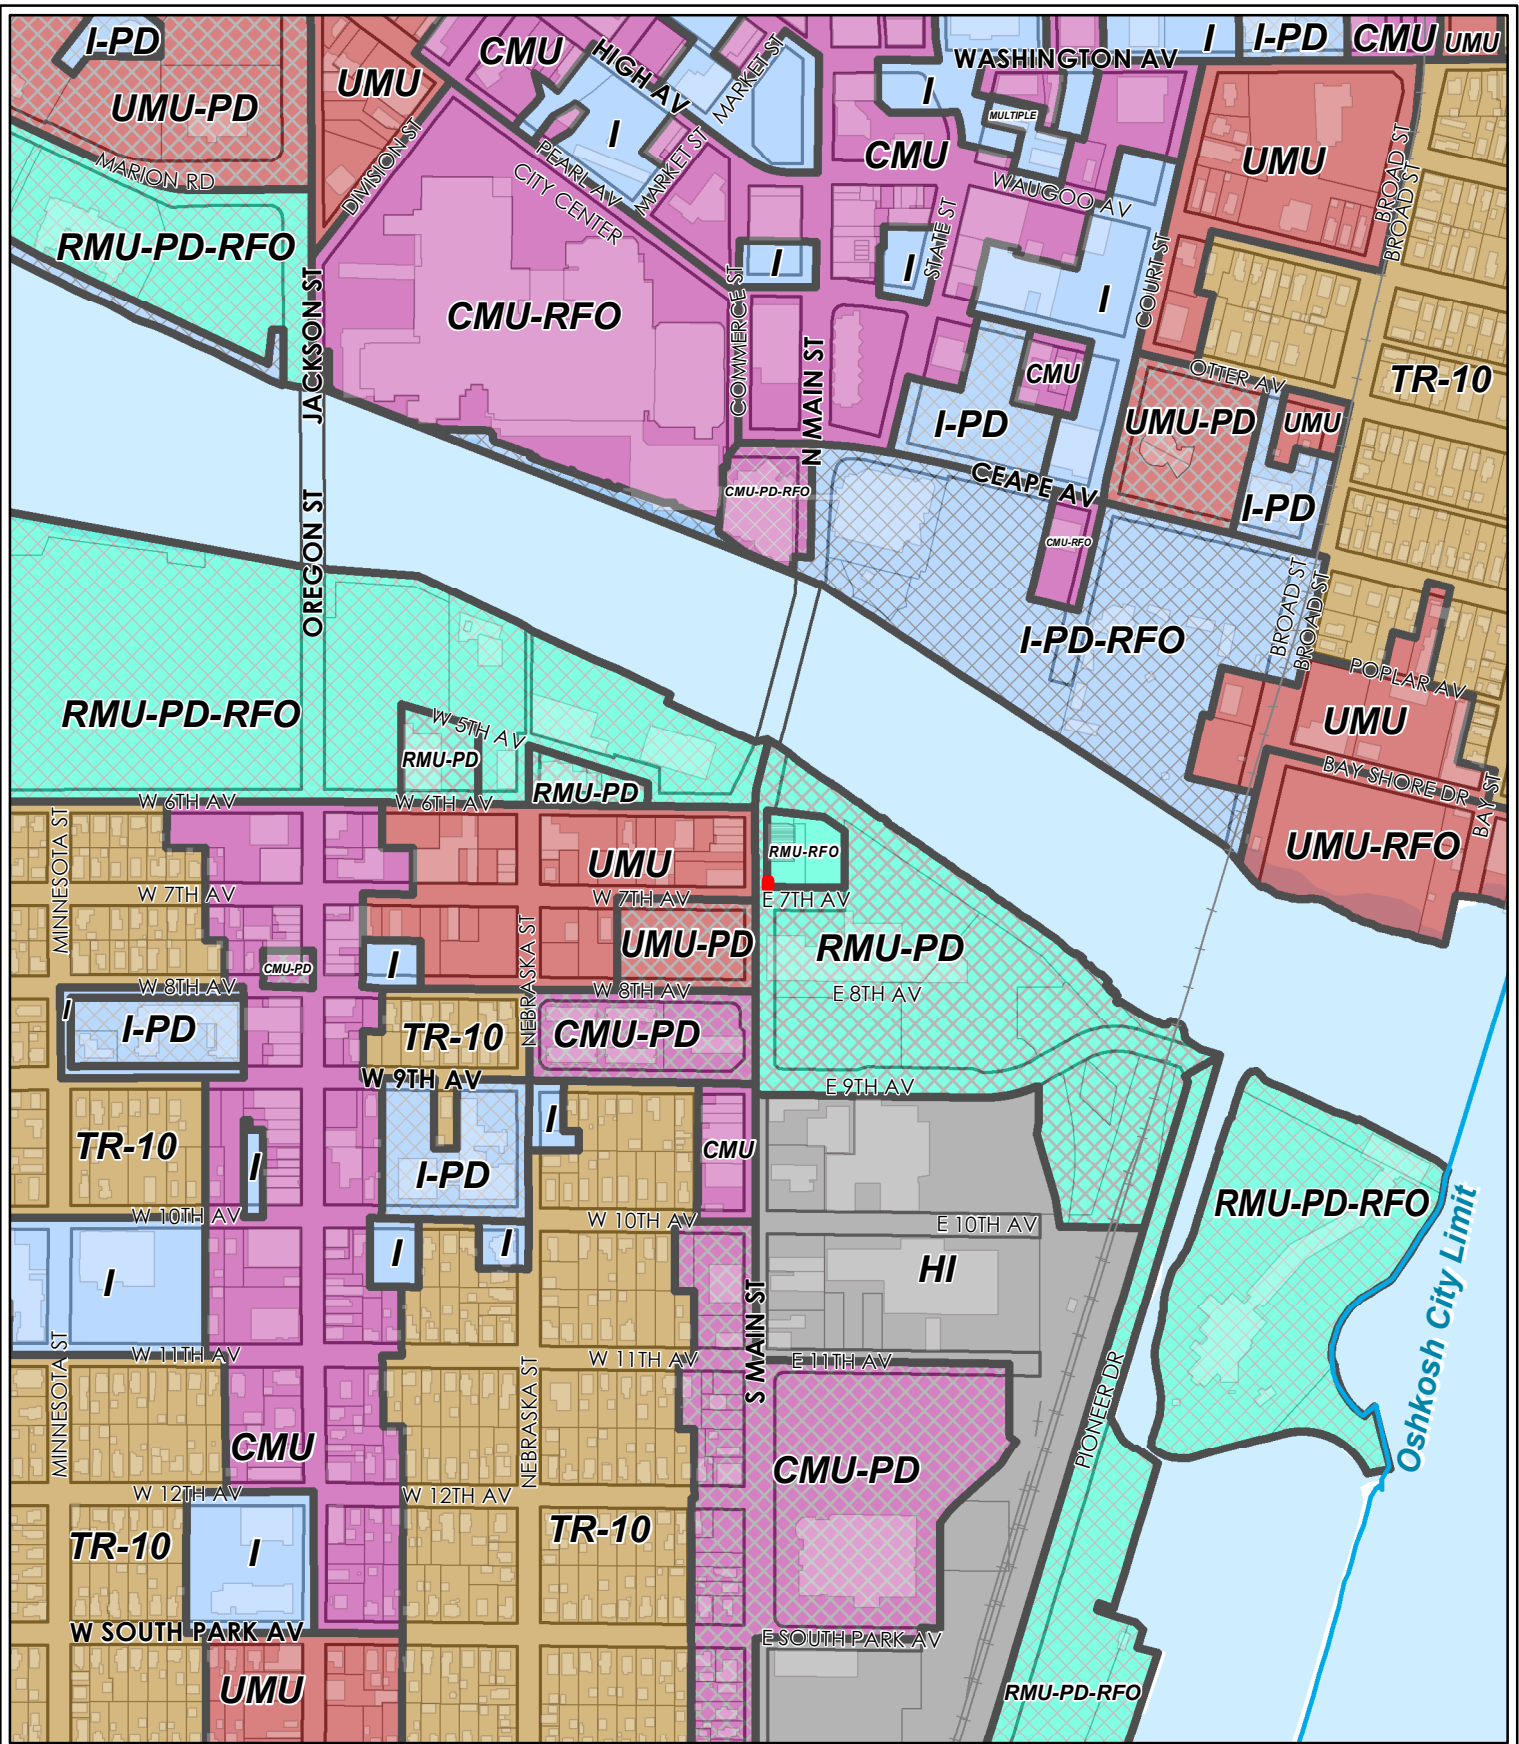 I-PD
CMU
HIGH AV
MARKET ST
I
I-PD
CMU
UMU
WASHINGTON AV
UMU-PD
UMU
I
MULTIPLE
I
CMU
UMU
BROAD ST
BROAD ST
MARION RD
DIVISION ST
PEARL AV
MARKET ST
CITY CENTER
WAUGOO AV
RMU-PD-RFO
STATE ST
COURT ST
I
I
I
JACKSON ST
CMU-RFO
COMMERCE ST
N MAIN ST
CMU
OTTER AV
TR-10
I-PD
UMU-PD
UMU
CMU-PD-RFO
CEAPE AV
I-PD
OREGON ST
CMU-RFO
BROAD ST
BROAD ST
I-PD-RFO
POPLAR AV
RMU-PD-RFO
W 5TH AV
UMU
RMU-PD
RMU-PD
BAY SHORE DR
BAY ST
W 6TH AV
W 6TH AV
MINNESOTA ST
UMU
RMU-RFO
UMU-RFO
W 7TH AV
W 7TH AV
E 7TH AV
NEBRASKA ST
UMU-PD
RMU-PD
CMU-PD
I
W 8TH AV
W 8TH AV
E 8TH AV
I
I-PD
TR-10
CMU-PD
W 9TH AV
E 9TH AV
TR-10
I
I-PD
I
CMU
RMU-PD-RFO
W 10TH AV
W 10TH AV
E 10TH AV
I
I
I
HI
Oshkosh City Limit
S MAIN ST
MINNESOTA ST
W 11TH AV
NEBRASKA ST
W 11TH AV
E 11TH AV
PIONEER DR
CMU
CMU-PD
W 12TH AV
W 12TH AV
TR-10
I
TR-10
W SOUTH PARK AV
E SOUTH PARK AV
UMU
RMU-PD-RFO